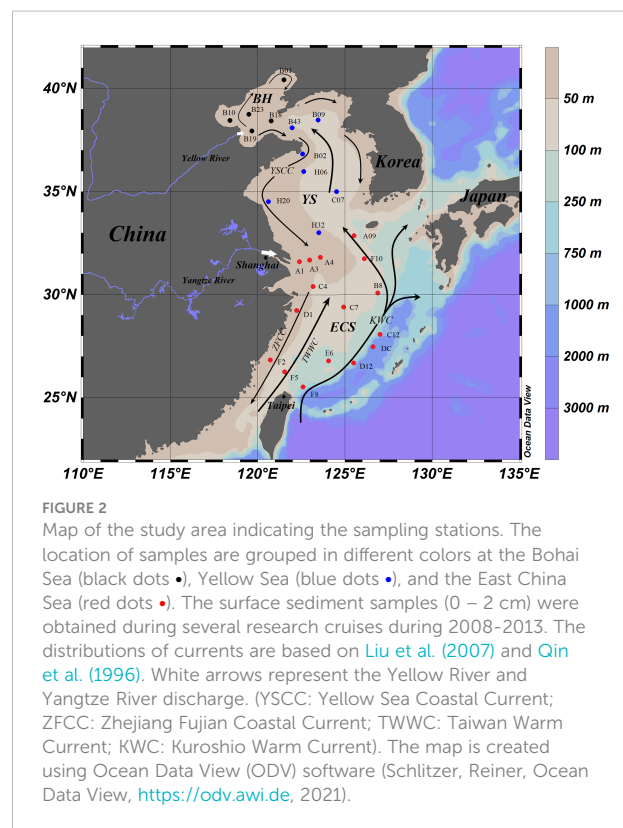 40°N
35°N
30°N
25°N
110°E
120°E
125°E
130°E
135°E
B01
BH
B10
B23
B18
B09
B43
B19
Yellow River
B02
YSCC
H06
Korea
YS
C07
H20
Japan
China
H32
A09
Shanghai
F10
A1
A3
A4
Yangtze River
C4
B8
D1
C7
KWC
ECS
ZFCC
TWWC
C12
DC
F2
E6
D12
F5
F8
Taipei
Ocean Data View
50 m
100 m
250 m
750 m
1000 m
2000 m
3000 m
FIGURE 2
Map of the study area indicating the sampling stations. The
location of samples are grouped in different colors at the Bohai
Sea (black dots •), Yellow Sea (blue dots •), and the East China
Sea (red dots •). The surface sediment samples (0 – 2 cm) were
obtained during several research cruises during 2008-2013. The
distributions of currents are based on Liu et al. (2007) and Qin
et al. (1996). White arrows represent the Yellow River and
Yangtze River discharge. (YSCC: Yellow Sea Coastal Current;
ZFCC: Zhejiang Fujian Coastal Current; TWWC: Taiwan Warm
Current; KWC: Kuroshio Warm Current). The map is created
using Ocean Data View (ODV) software (Schlitzer, Reiner, Ocean
Data View, https://odv.awi.de, 2021).